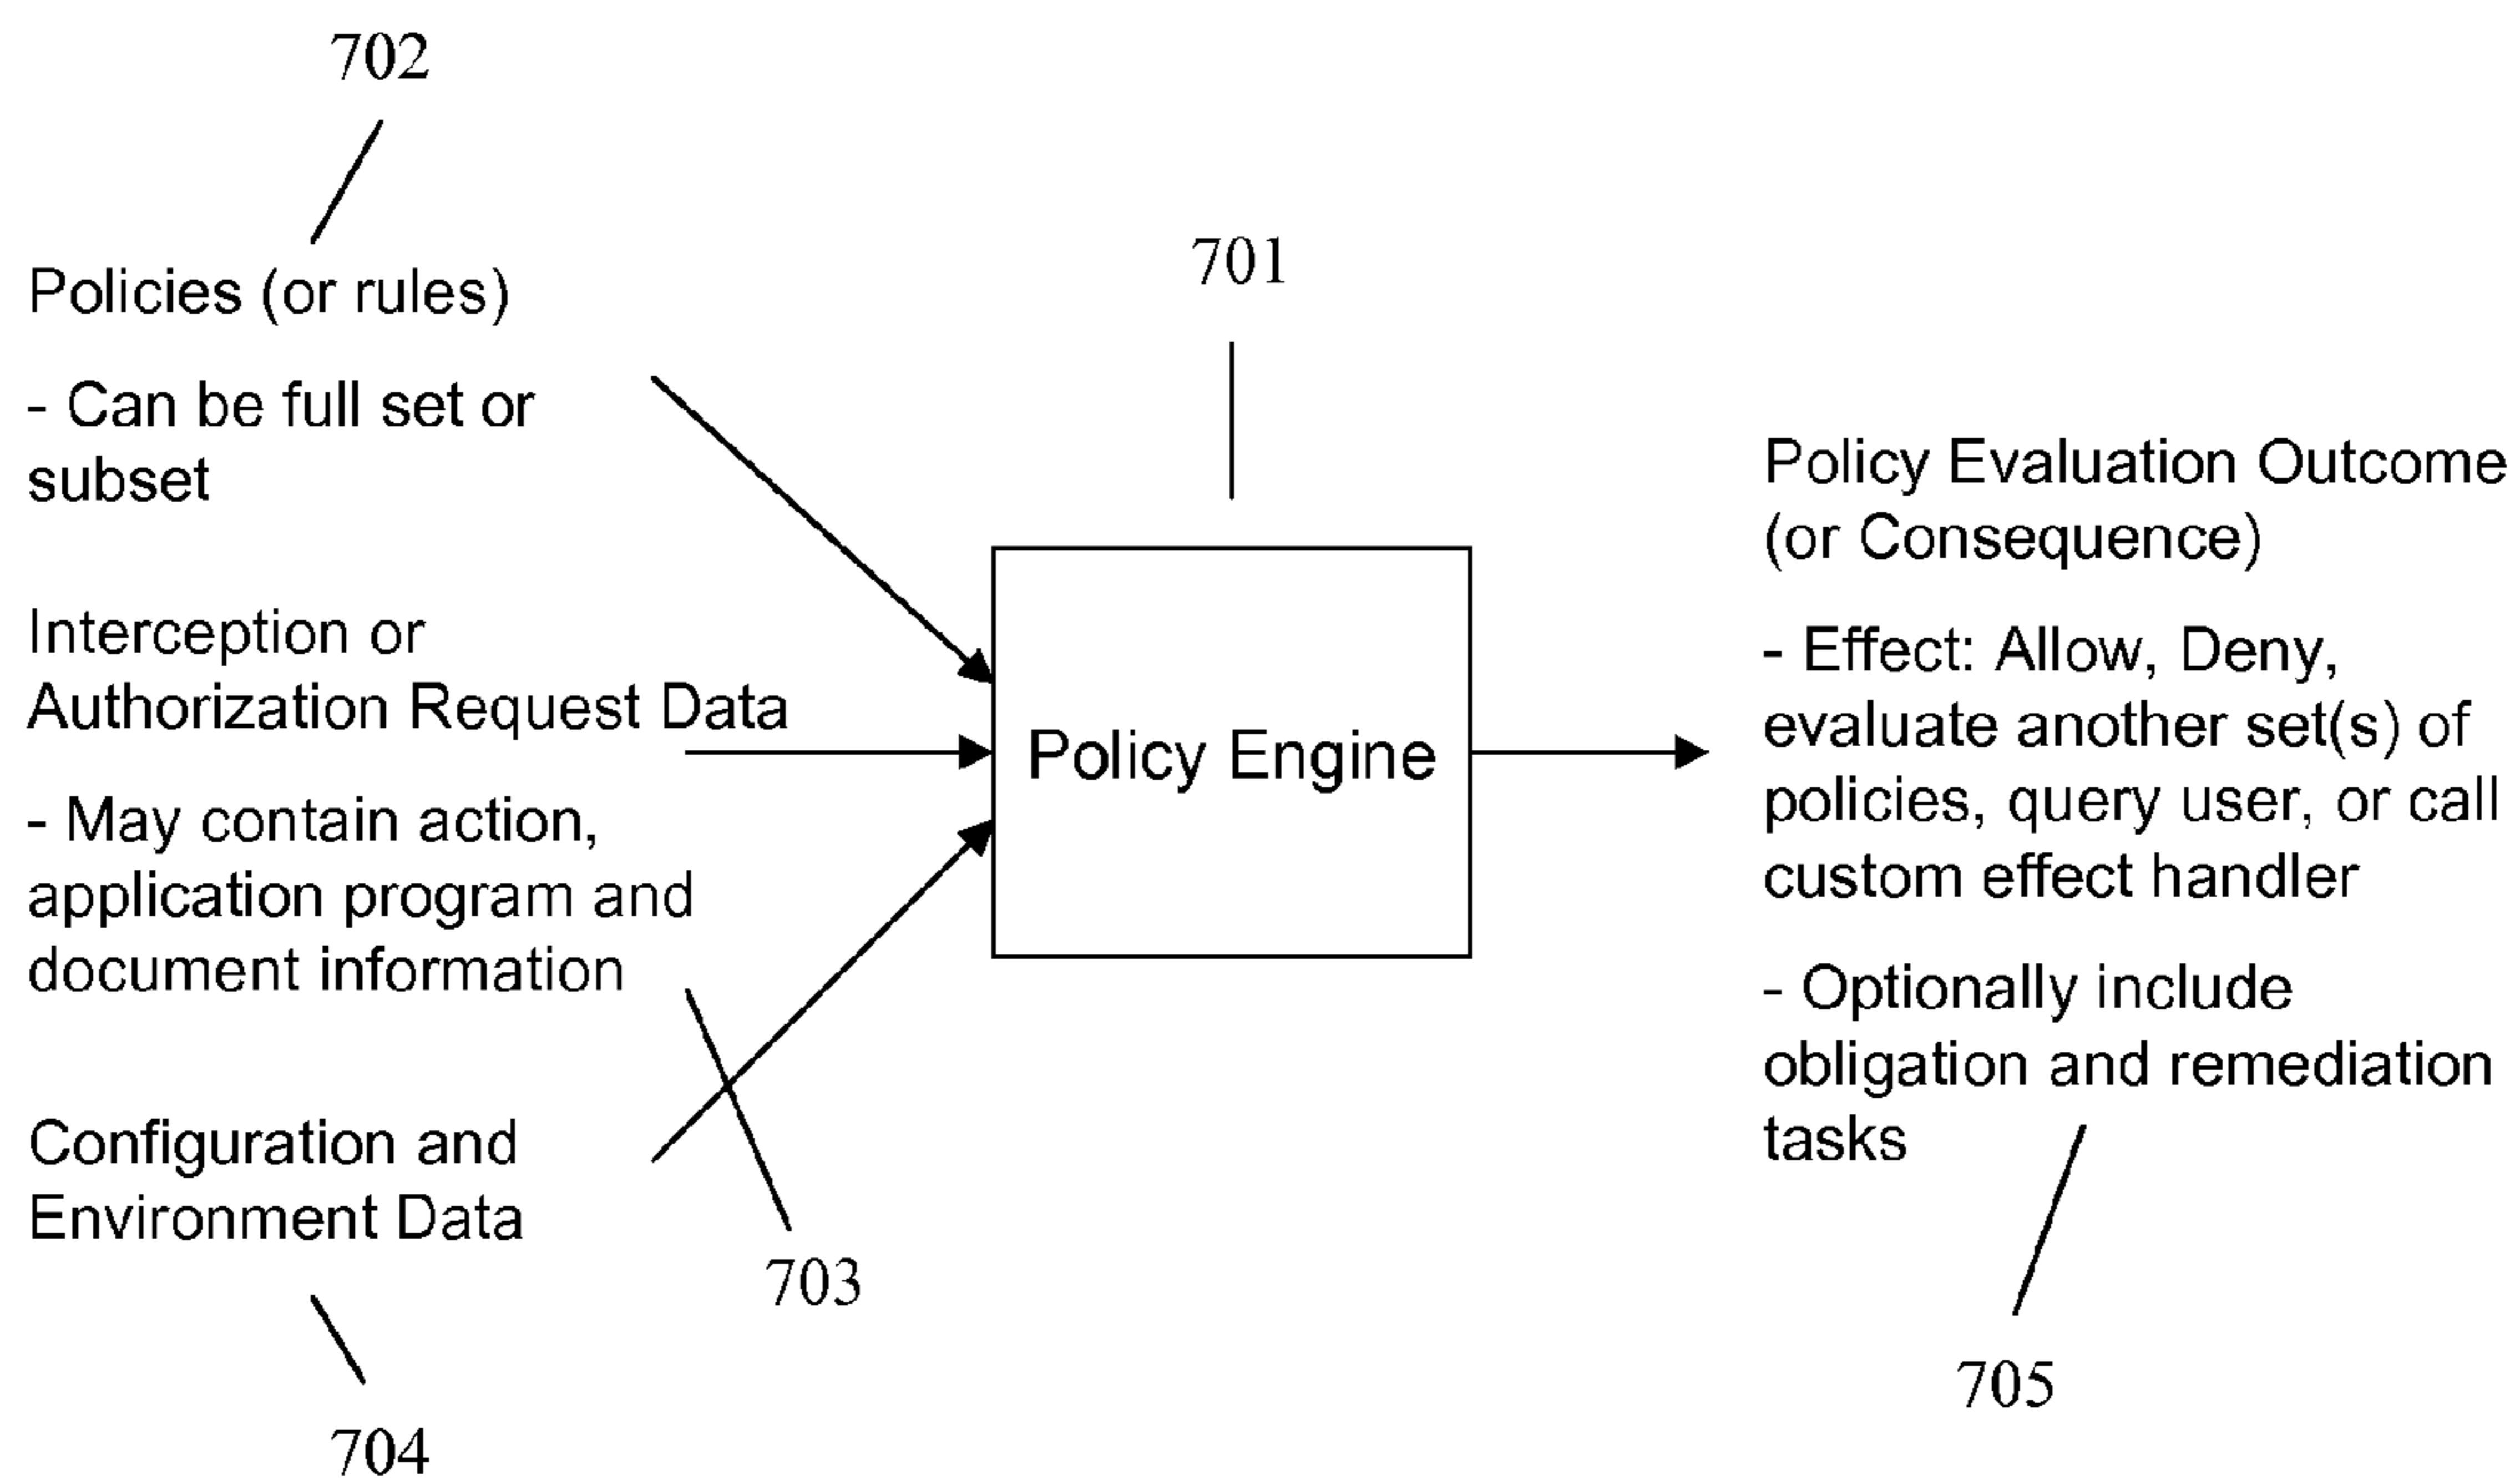 702
Policies (or rules)
- Can be full set or
subset
Interception or
Authorization Request Data
- May contain action,
application program and
document information
Configuration and
Environment Data
703
704
701
Policy Engine
Policy Evaluation Outcome
(or Consequence)
- Effect: Allow, Deny,
evaluate another set(s) of
policies, query user, or call
custom effect handler
- Optionally include
obligation and remediation
tasks
705